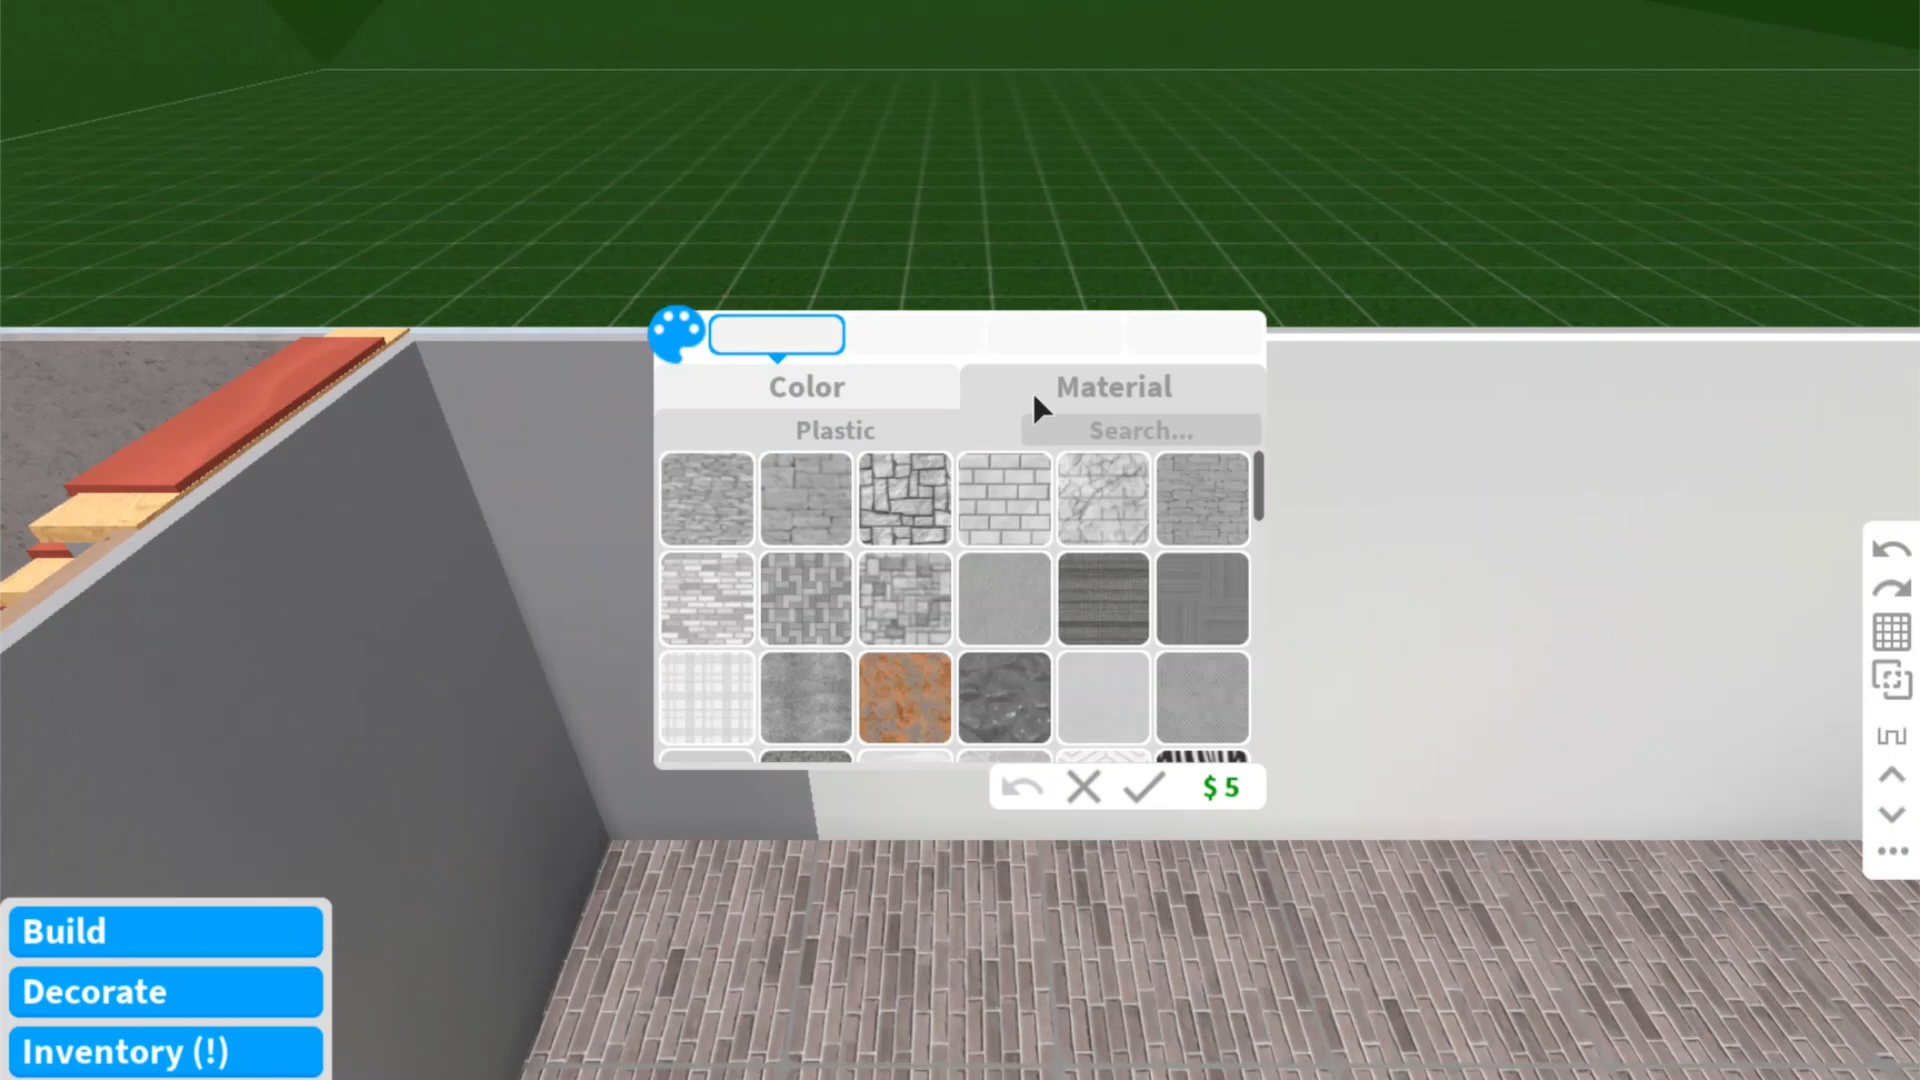 Color
Material
Plastic
Search...
$ 5
Build
Decorate
Inventory (!)